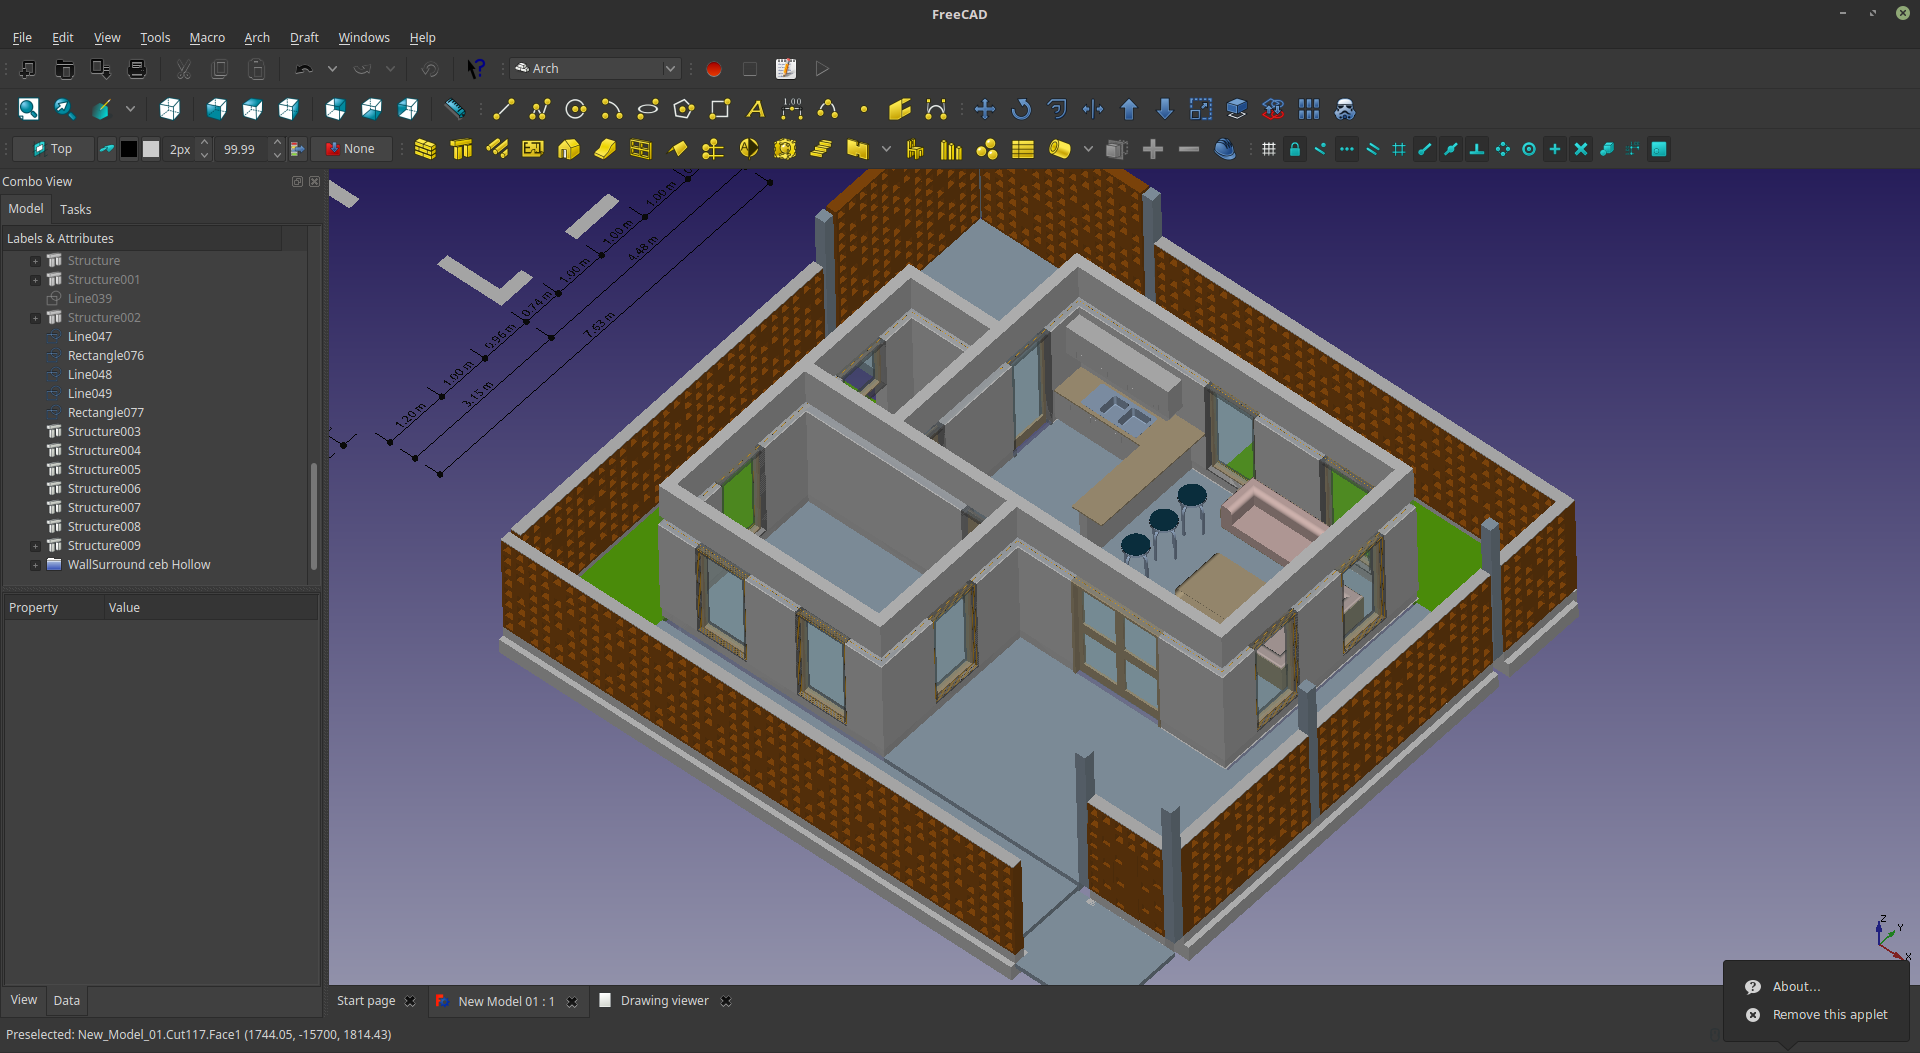 FreeCAD
File Edit View Tools Macro Arch Draft Windows Help
Arch
A 1.00
Top 2px 99.99 None
Combo View
Model Tasks
Labels & Attributes
Structure
Structure001
Line039
Structure002
Line047
Rectangle076
Line048
Line049
Rectangle077
Structure003
Structure004
Structure005
Structure006
Structure007
Structure008
Structure009
WallSurround ceb Hollow
Property Value
1.00 m
1.00 m
4.48 m
1.00 m
0.74 m
7.63 m
0.96 m
1.00 m
3.15 m
1.20 m
Z
Y
X
View Data
Start page New Model 01 : 1 Drawing viewer
About...
Remove this applet
Preselected: New_Model_01.Cut117.Face1 (1744.05, -15700, 1814.43)